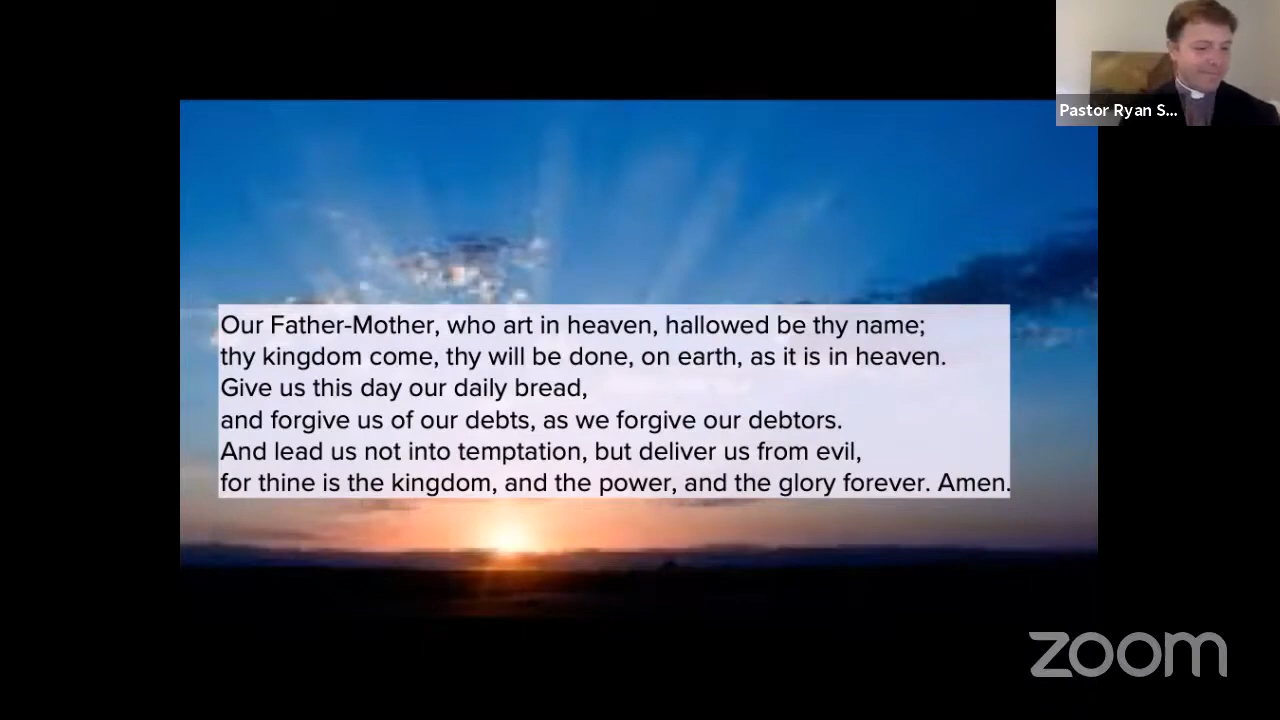 Pastor Ryan S...
Our Father-Mother, who art in heaven, hallowed be thy name;
thy kingdom come, thy will be done, on earth, as it is in heaven.
Give us this day our daily bread,
and forgive us of our debts, as we forgive our debtors.
And lead us not into temptation, but deliver us from evil,
for thine is the kingdom, and the power, and the glory forever. Amen.
zoom